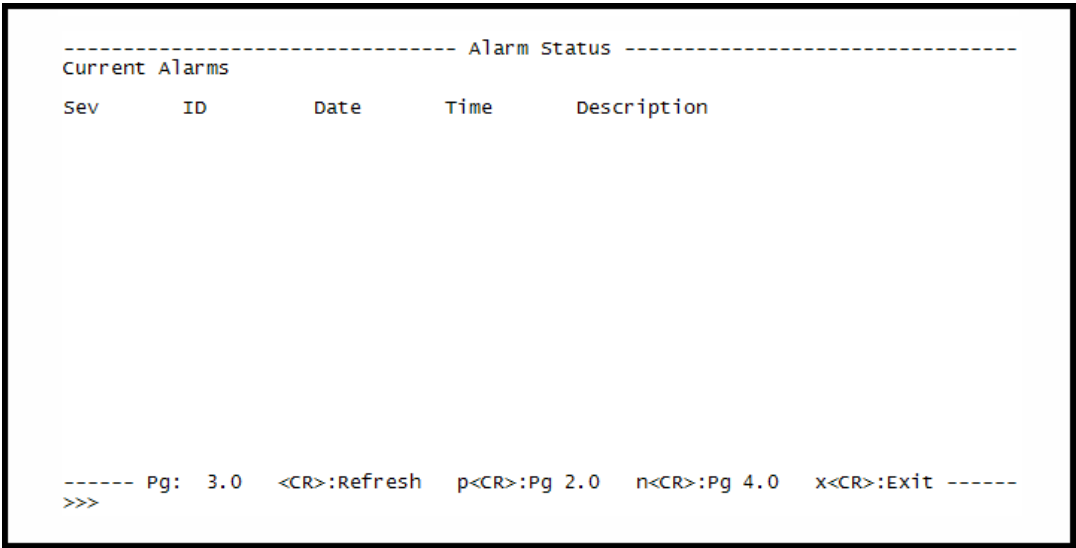 --------------------------------- Alarm Status ---------------------------------
Current Alarms
Sev       ID         Date       Time       Description
------ Pg:  3.0   <CR>:Refresh   p<CR>:Pg 2.0   n<CR>:Pg 4.0   x<CR>:Exit ------
>>>